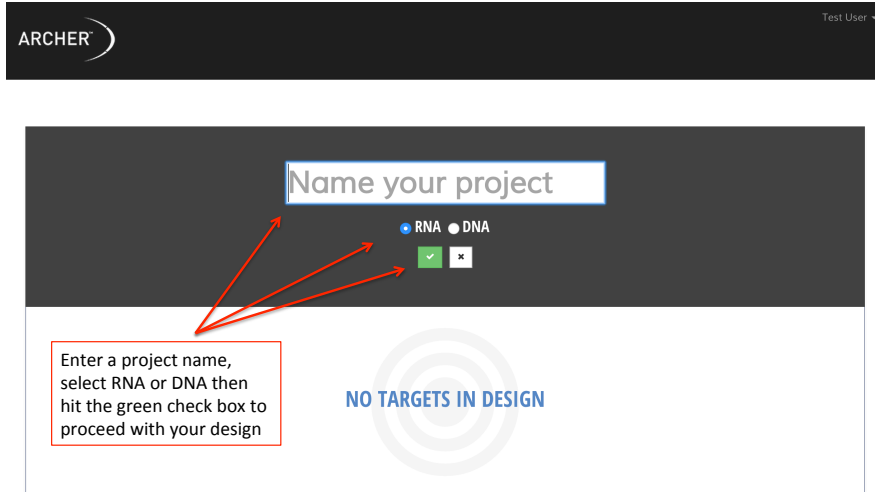 Test User
ARCHER™
Name your project
RNA DNA
Enter a project name,
select RNA or DNA then
hit the green check box to
proceed with your design
NO TARGETS IN DESIGN